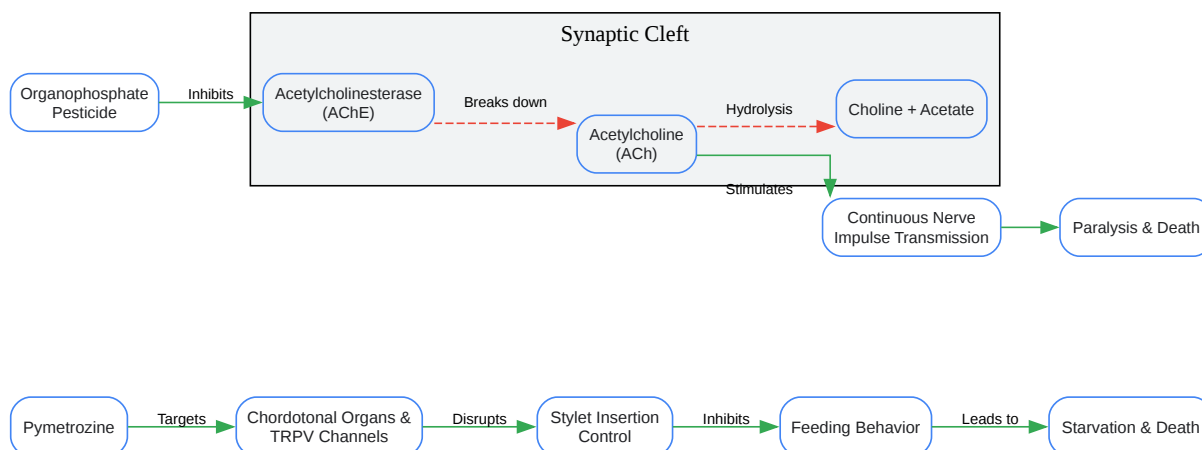 Synaptic Cleft
Organophosphate
Pesticide
Inhibits
Acetylcholinesterase
(AChE)
Breaks down
Acetylcholine
(ACh)
Hydrolysis
Choline + Acetate
Stimulates
Continuous Nerve
Impulse Transmission
Paralysis & Death
Pymetrozine
Targets
Chordotonal Organs &
TRPV Channels
Disrupts
Stylet Insertion
Control
Inhibits
Feeding Behavior
Leads to
Starvation & Death